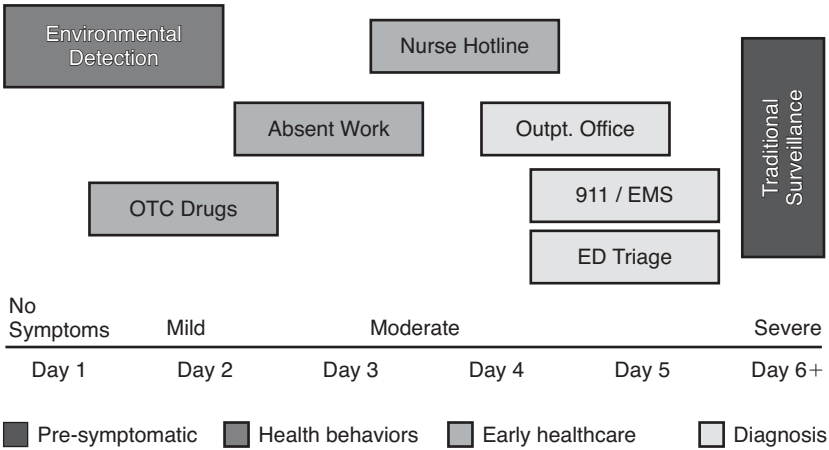 Environmental
Detection
Nurse Hotline
Absent Work
Outpt. Office
OTC Drugs
911 / EMS
ED Triage
Traditional
Surveillance
No
Symptoms
Mild
Moderate
Severe
Day 1
Day 2
Day 3
Day 4
Day 5
Day 6+
Pre-symptomatic
Health behaviors
Early healthcare
Diagnosis